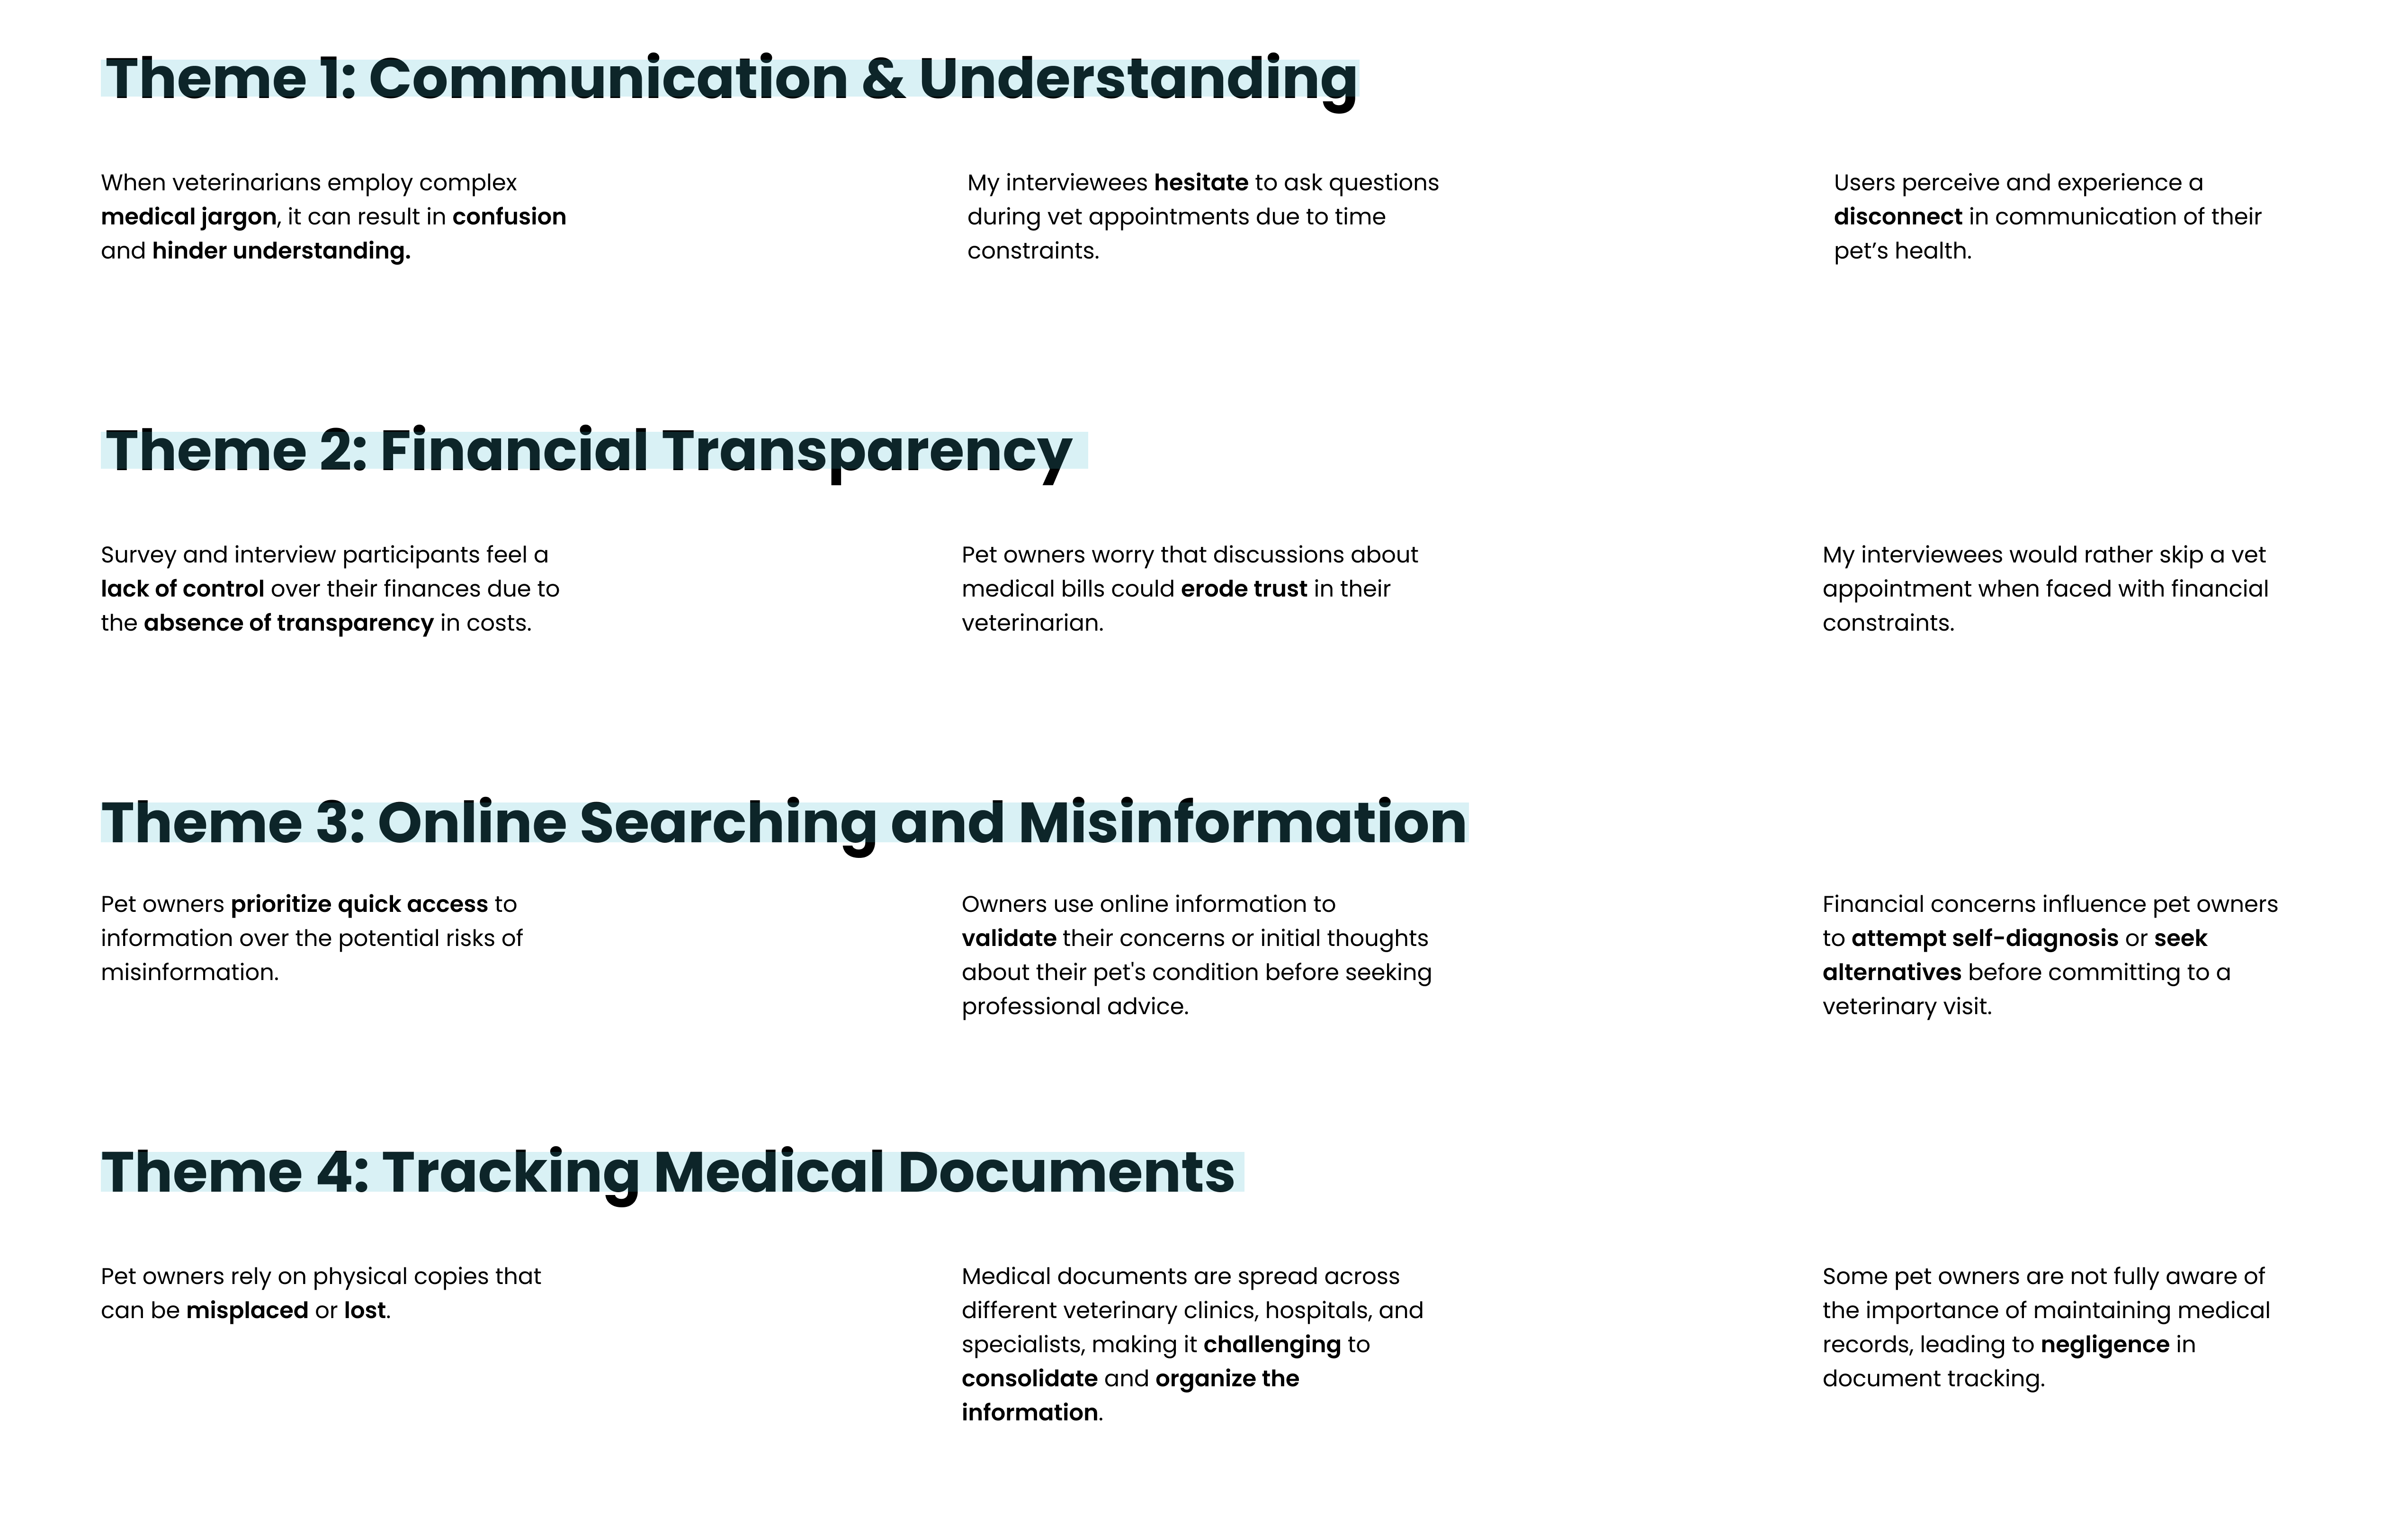 Theme 1: Communication & Understanding
When veterinarians employ complex
medical jargon, it can result in confusion
and hinder understanding.
My interviewees hesitate to ask questions
during vet appointments due to time
constraints.
Users perceive and experience a
disconnect in communication of their
pet’s health.
Theme 2: Financial Transparency
Survey and interview participants feel a
lack of control over their finances due to
the absence of transparency in costs.
Pet owners worry that discussions about
medical bills could erode trust in their
veterinarian.
My interviewees would rather skip a vet
appointment when faced with financial
constraints.
Theme 3: Online Searching and Misinformation
Pet owners prioritize quick access to
information over the potential risks of
misinformation.
Owners use online information to
validate their concerns or initial thoughts
about their pet's condition before seeking
professional advice.
Financial concerns influence pet owners
to attempt self-diagnosis or seek
alternatives before committing to a
veterinary visit.
Theme 4: Tracking Medical Documents
Pet owners rely on physical copies that
can be misplaced or lost.
Medical documents are spread across
different veterinary clinics, hospitals, and
specialists, making it challenging to
consolidate and organize the
information.
Some pet owners are not fully aware of
the importance of maintaining medical
records, leading to negligence in
document tracking.